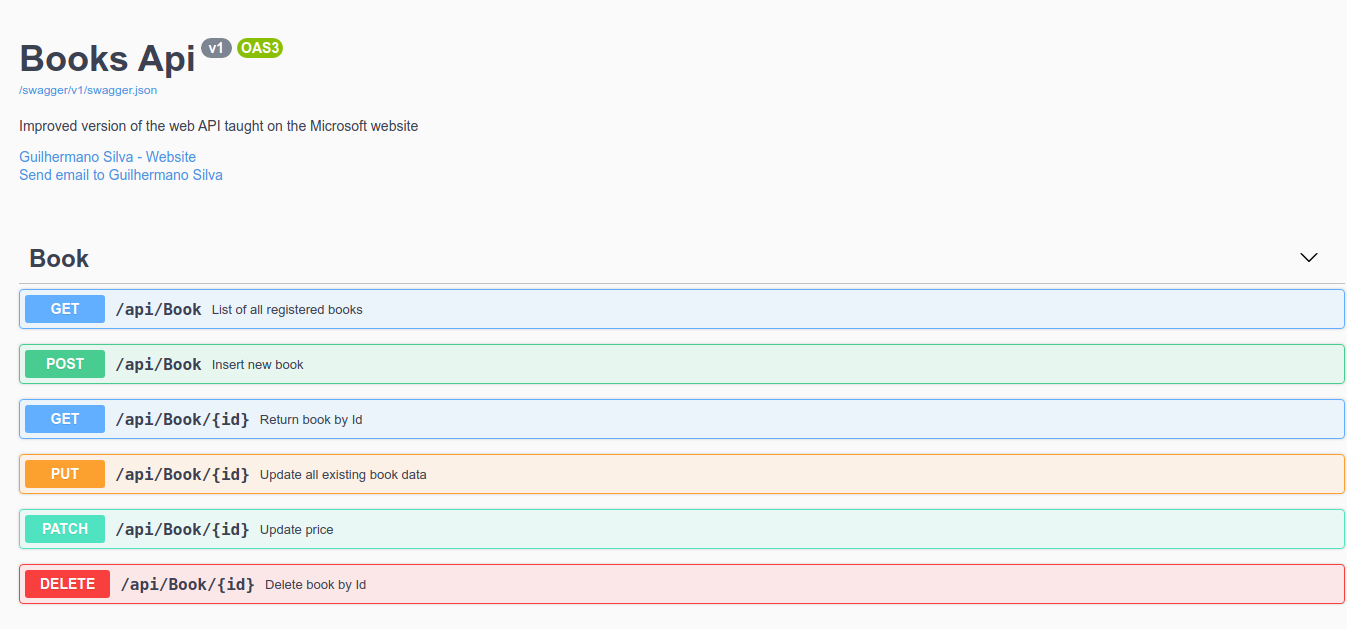 Books Api v1 OAS3
/swagger/v1/swagger.json
Improved version of the web API taught on the Microsoft website
Guilhermano Silva - Website
Send email to Guilhermano Silva
Book
GET /api/Book List of all registered books
POST /api/Book Insert new book
GET /api/Book/{id} Return book by Id
PUT /api/Book/{id} Update all existing book data
PATCH /api/Book/{id} Update price
DELETE /api/Book/{id} Delete book by Id